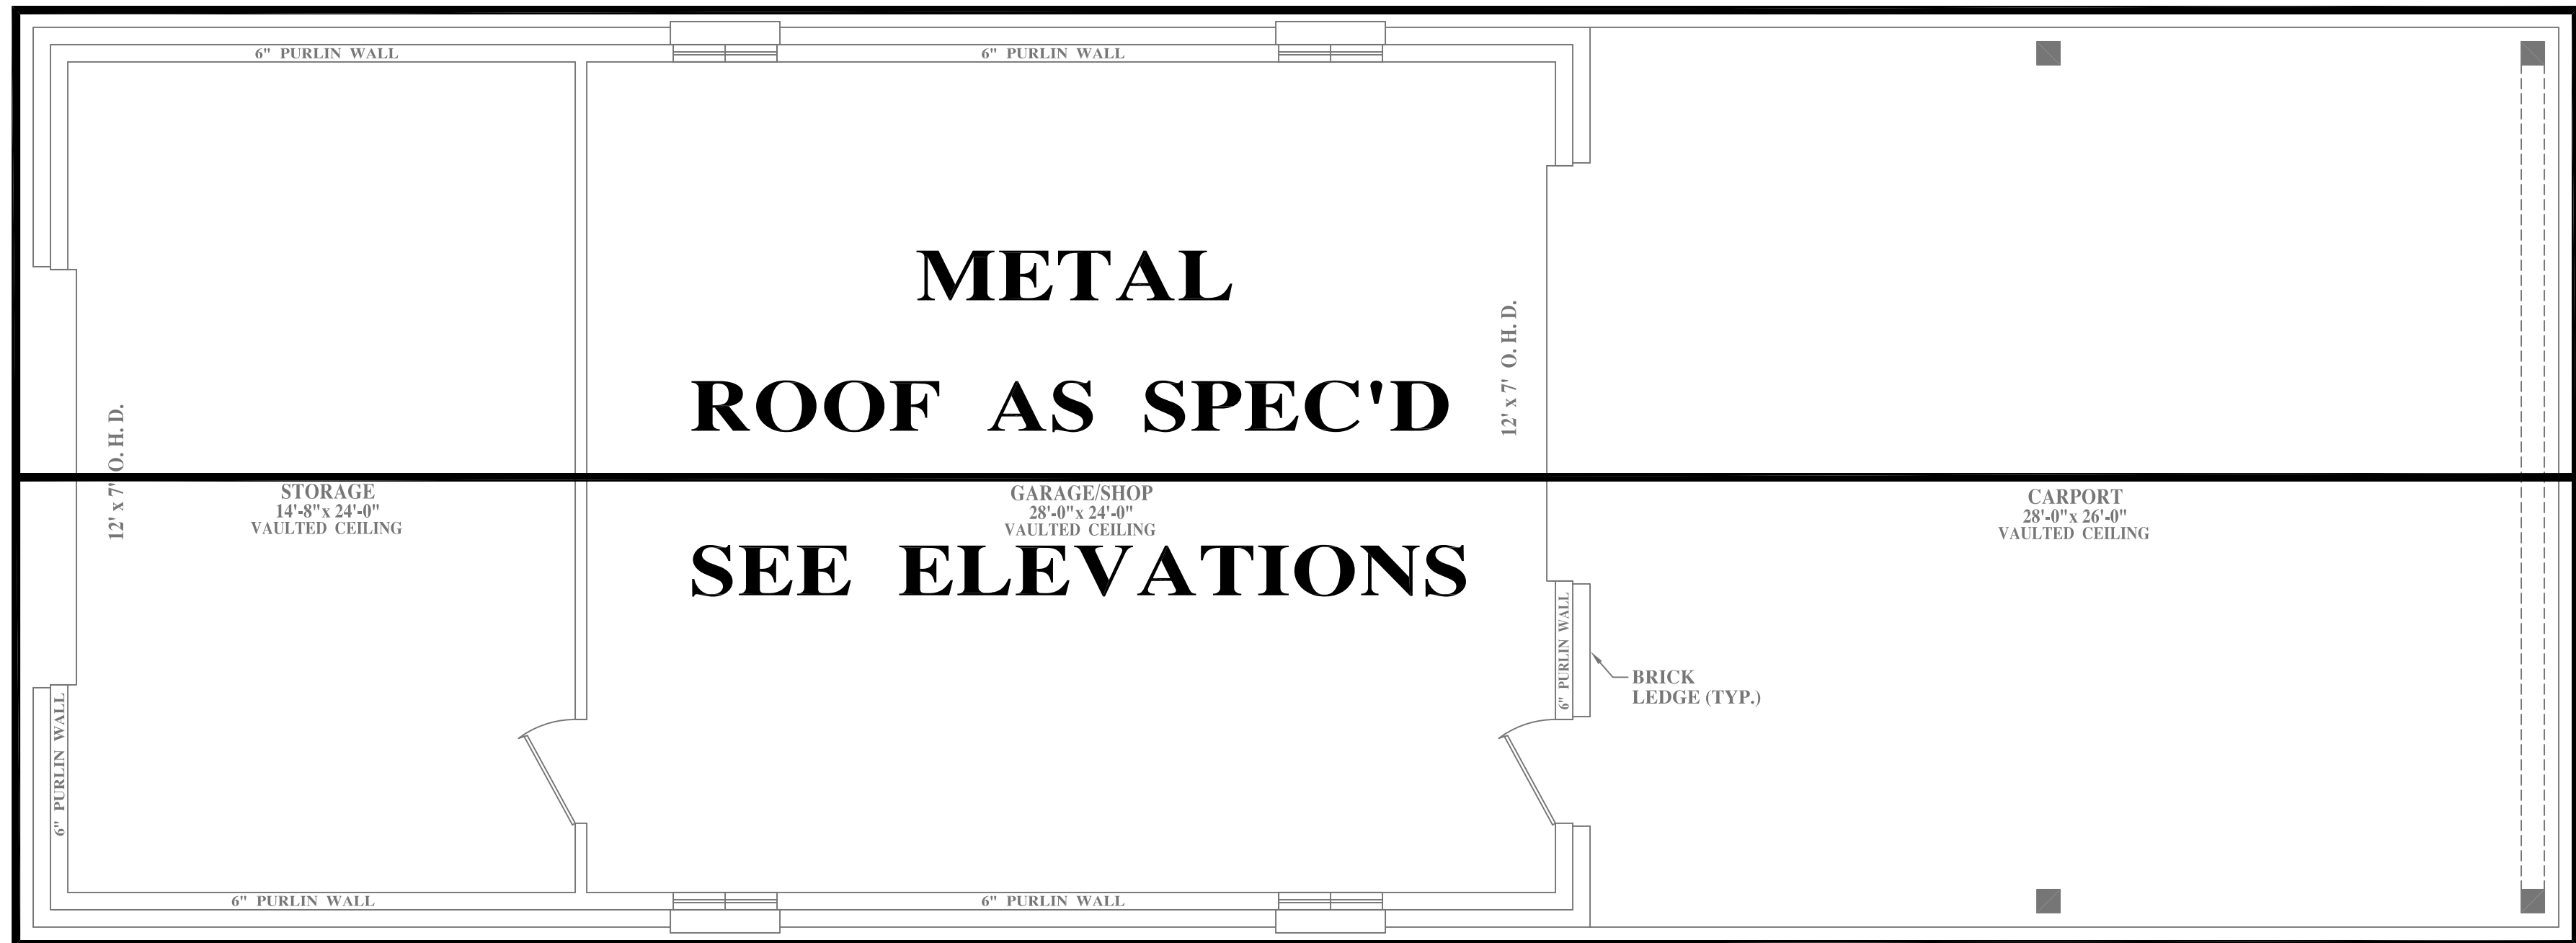 6" PURLIN WALL
6" PURLIN WALL
METAL
ROOF AS SPEC'D
SEE ELEVATIONS
12' x 7' O. H. D.
12' x 7' O. H. D.
STORAGE
14'-8"x 24'-0"
VAULTED CEILING
GARAGE/SHOP
28'-0"x 24'-0"
VAULTED CEILING
CARPORT
28'-0"x 26'-0"
VAULTED CEILING
6" PURLIN WALL
BRICK
LEDGE (TYP.)
6" PURLIN WALL
6" PURLIN WALL
6" PURLIN WALL